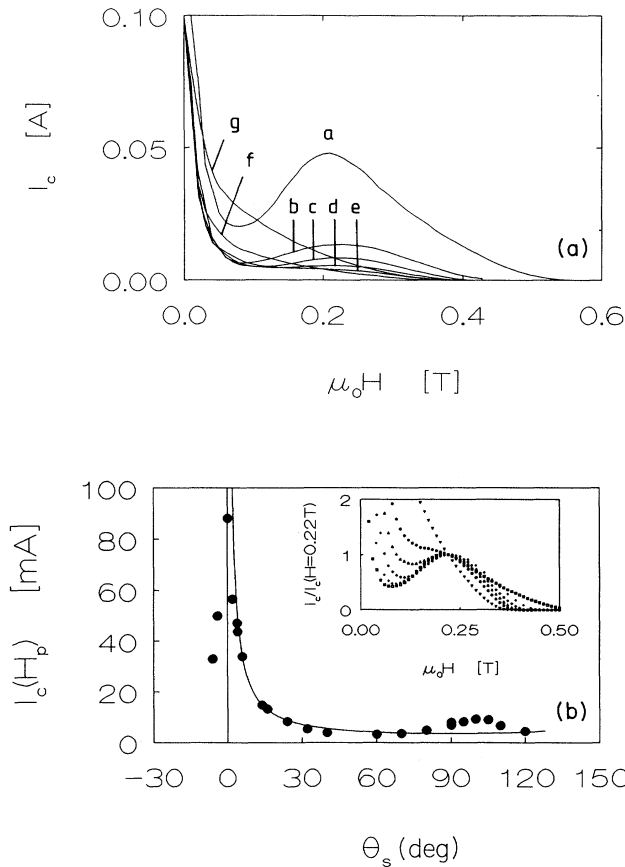 0.10
0.05
0.00
I_c [A]
g
f
a
b c d e
(a)
0.0 0.2 0.4 0.6
μ₀H [T]
100
80
60
40
20
0
I_c(H_p) [mA]
2
1
0
I_c/I_c(H=0.22T)
0.00 0.25 0.50
μ₀H [T]
(b)
-30 0 30 60 90 120 150
θ_s (deg)